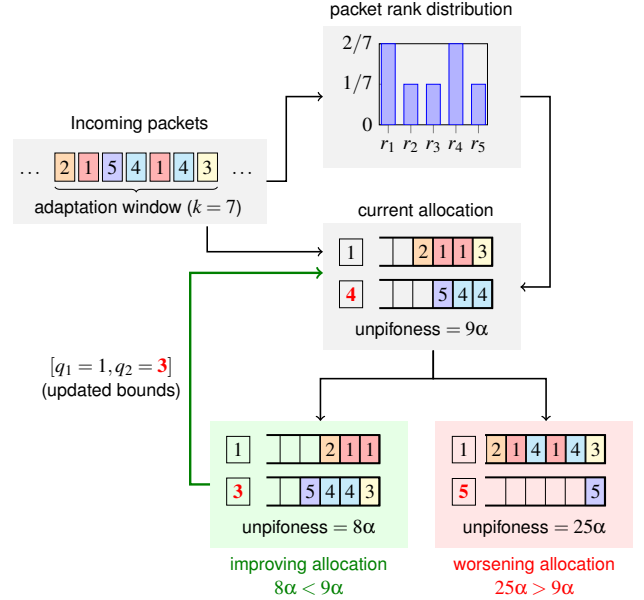 packet rank distribution
2/7
1/7
0
r1 r2 r3 r4 r5
Incoming packets
... 2 1 5 4 1 4 3 ...
adaptation window (k = 7)
current allocation
1 2 1 1 3
4 5 4 4
unpifoness = 9α
[q1 = 1, q2 = 3]
(updated bounds)
1 2 1 1
3 5 4 4 3
unpifoness = 8α
improving allocation
8α < 9α
1 2 1 4 1 4 3
5 5
unpifoness = 25α
worsening allocation
25α > 9α